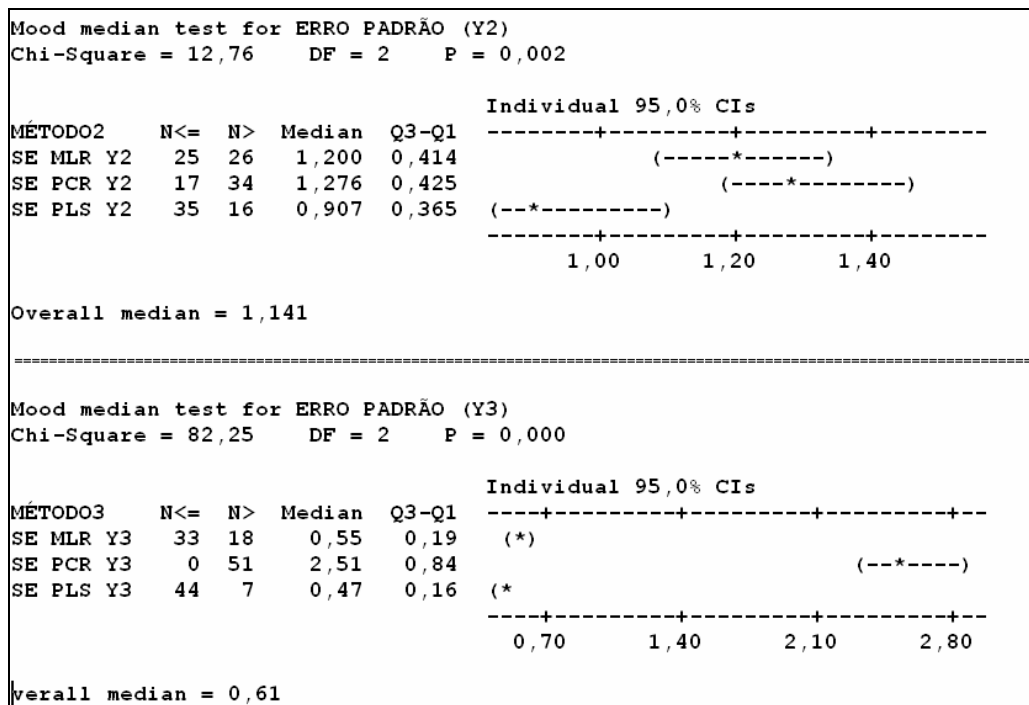 Mood median test for ERRO PADRÃO (Y2)
Chi-Square = 12,76    DF = 2    P = 0,002
Individual 95,0% CIs
MÉTODO2    N<=  N>  Median  Q3-Q1  --------+---------+---------+--------
SE MLR Y2   25  26   1,200  0,414              (-----*------)
SE PCR Y2   17  34   1,276  0,425                   (----*--------)
SE PLS Y2   35  16   0,907  0,365  (--*---------)
--------+---------+---------+--------
1,00      1,20      1,40
Overall median = 1,141
================================================================
Mood median test for ERRO PADRÃO (Y3)
Chi-Square = 82,25    DF = 2    P = 0,000
Individual 95,0% CIs
MÉTODO3    N<=  N>  Median  Q3-Q1  ----+---------+---------+---------+--
SE MLR Y3   33  18    0,55   0,19   (*)
SE PCR Y3    0  51    2,51   0,84                             (--*----)
SE PLS Y3   44   7    0,47   0,16  (*
----+---------+---------+---------+--
0,70      1,40      2,10      2,80
verall median = 0,61